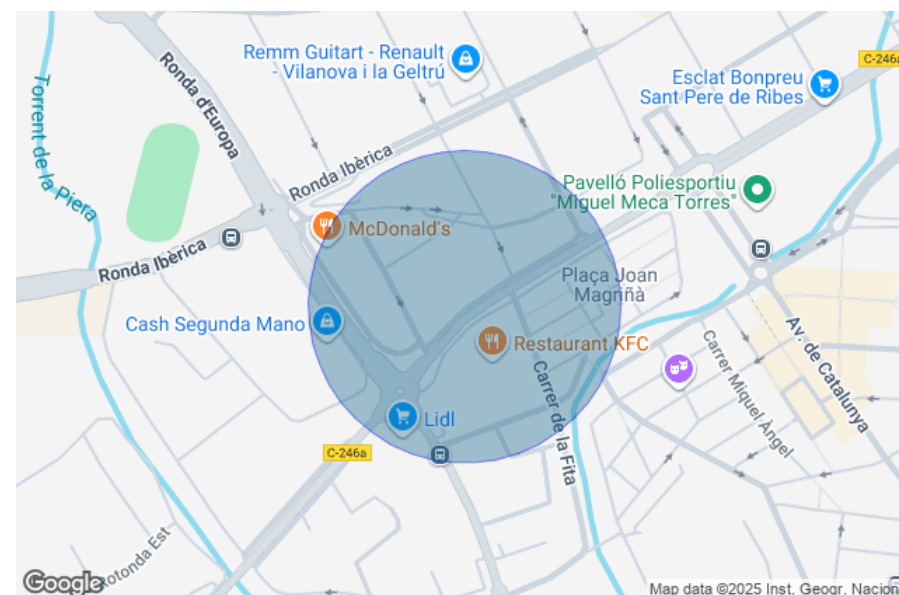 Ronda d'Europa
Remm Guitart - Renault
- Vilanova i la Geltrú
C-246a
Esclat Bonpreu
Sant Pere de Ribes
Torrent de la Piera
Ronda Ibèrica
Pavelló Poliesportiu
"Miguel Meca Torres"
McDonald's
Ronda Ibèrica
Plaça Joan
Magriñà
Cash Segunda Mano
Restaurant KFC
Carrer Miquel Àngel
Av. de Catalunya
Carrer de la Fita
Lidl
C-246a
Rotonda Est
Google
Map data ©2025 Inst. Geogr. Nacion